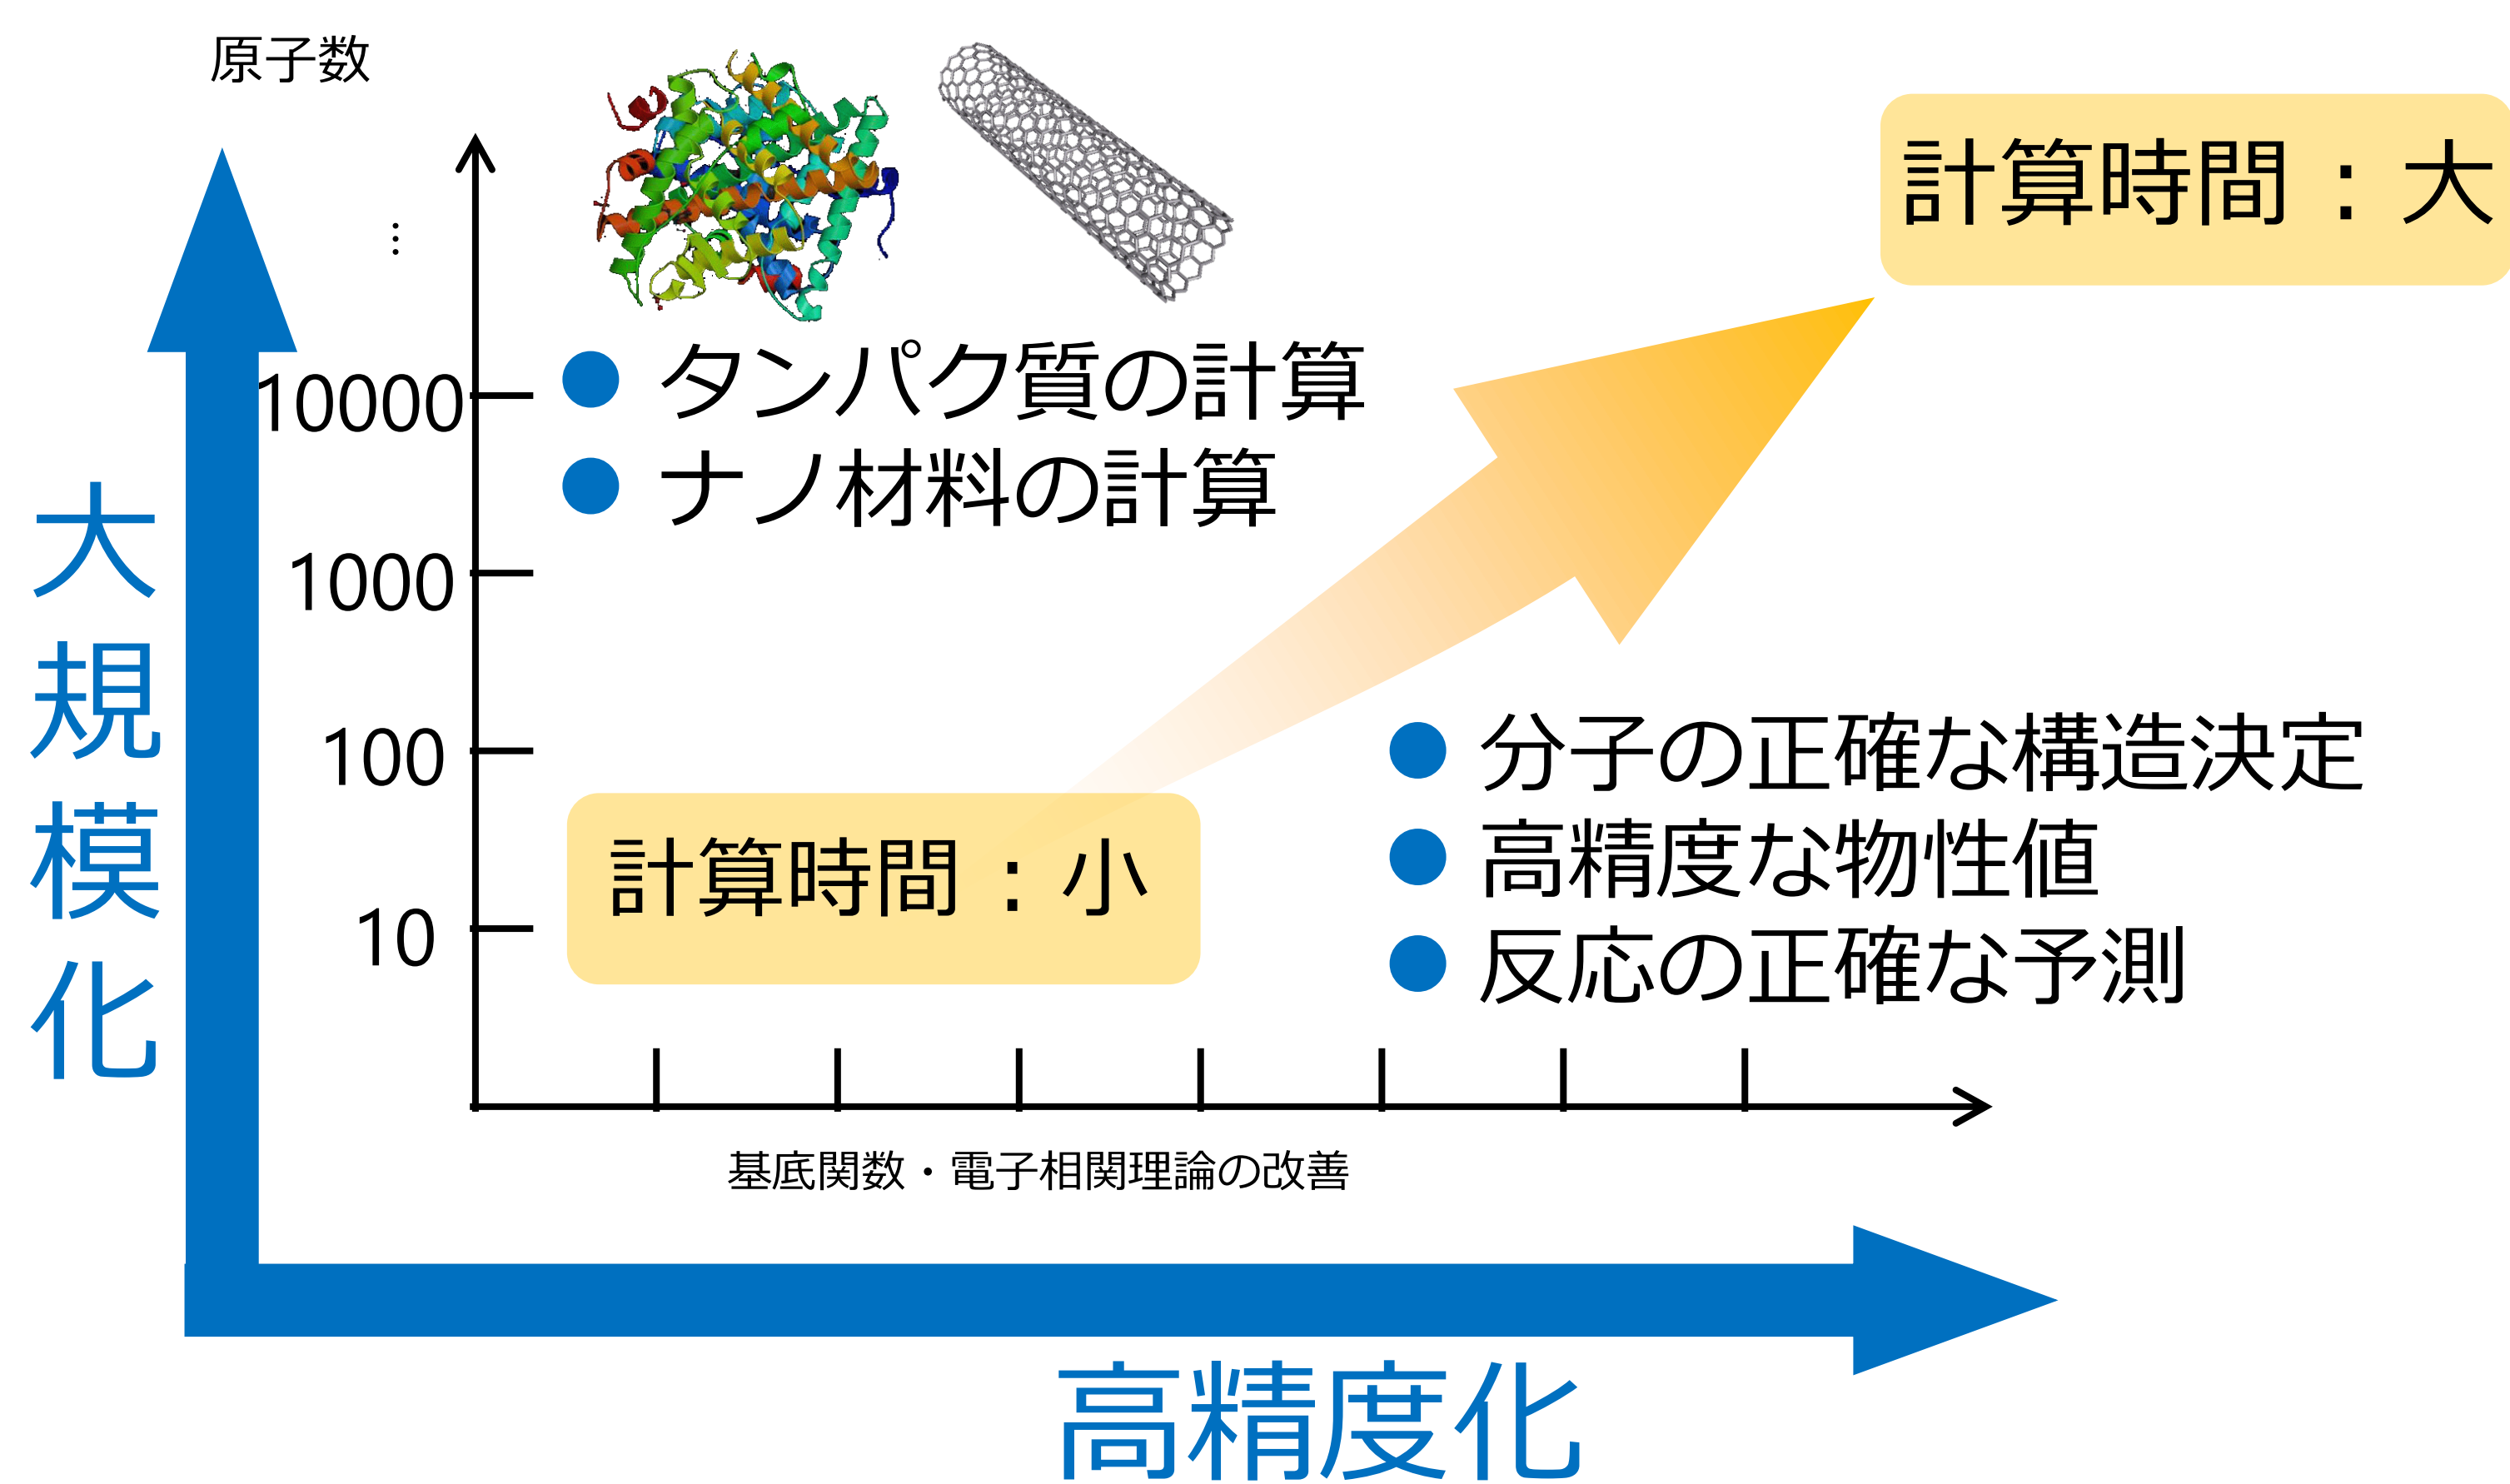 原子数
計算時間：大
⋮
10000
● タンパク質の計算
● ナノ材料の計算
1000
大規模化
100
● 分子の正確な構造決定
計算時間：小
● 高精度な物性値
10
● 反応の正確な予測
基底関数・電子相関理論の改善
高精度化